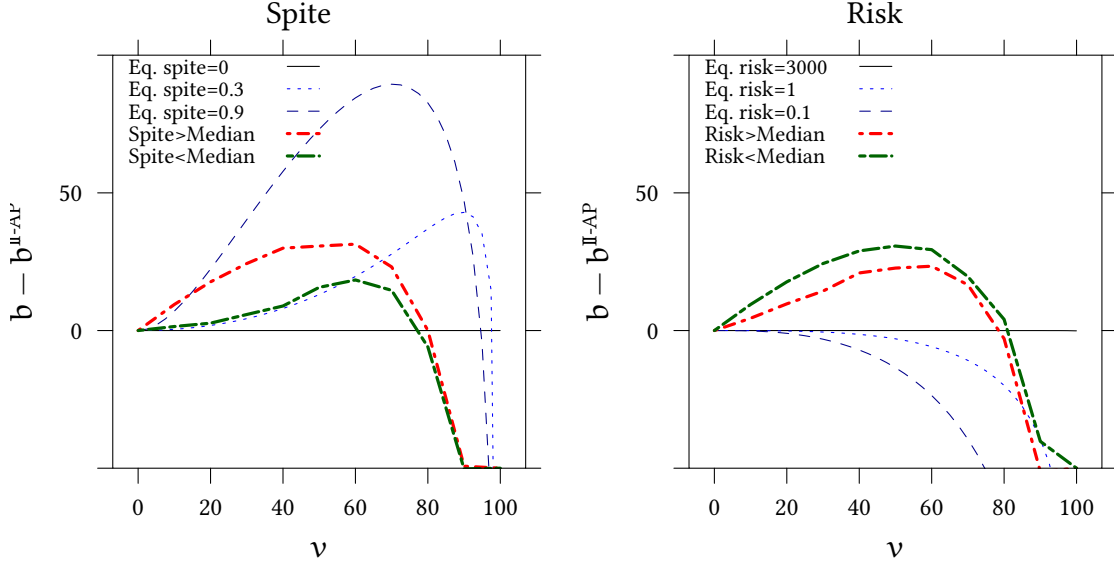 Spite
Eq. spite=0
Eq. spite=0.3
Eq. spite=0.9
Spite>Median
Spite<Median
50
0
b − b^II-AP
0 20 40 60 80 100
v
Risk
Eq. risk=3000
Eq. risk=1
Eq. risk=0.1
Risk>Median
Risk<Median
50
0
b − b^II-AP
0 20 40 60 80 100
v